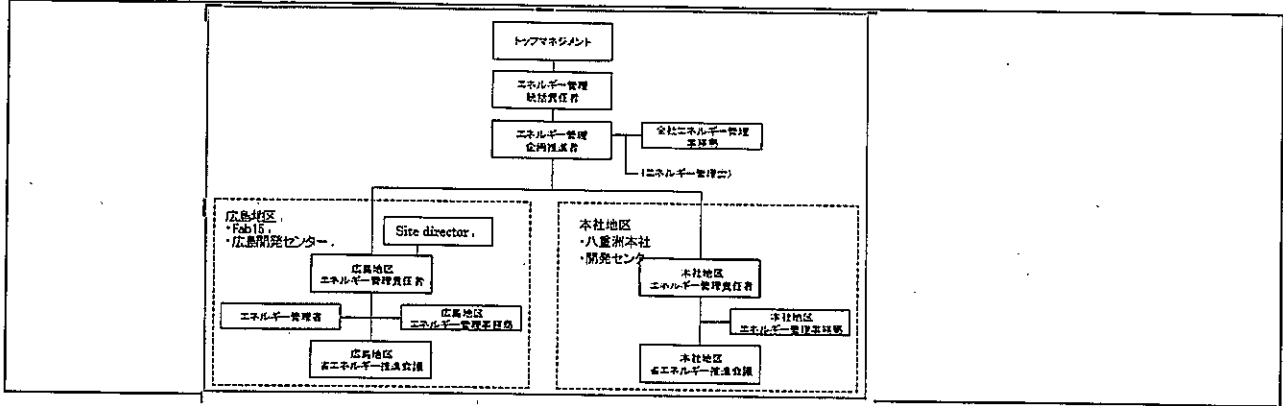 トップマネジメント
エネルギー管理
統括責任者
エネルギー管理
企画推進者
全社エネルギー管理
事務局
(エネルギー管理士)
広島地区
・Fab15
・広島開発センター
Site director
広島地区
エネルギー管理責任者
エネルギー管理者
広島地区
エネルギー管理事務局
広島地区
省エネルギー推進会議
本社地区
・八重洲本社
・開発センタ
本社地区
エネルギー管理責任者
本社地区
エネルギー管理事務局
本社地区
省エネルギー推進会議